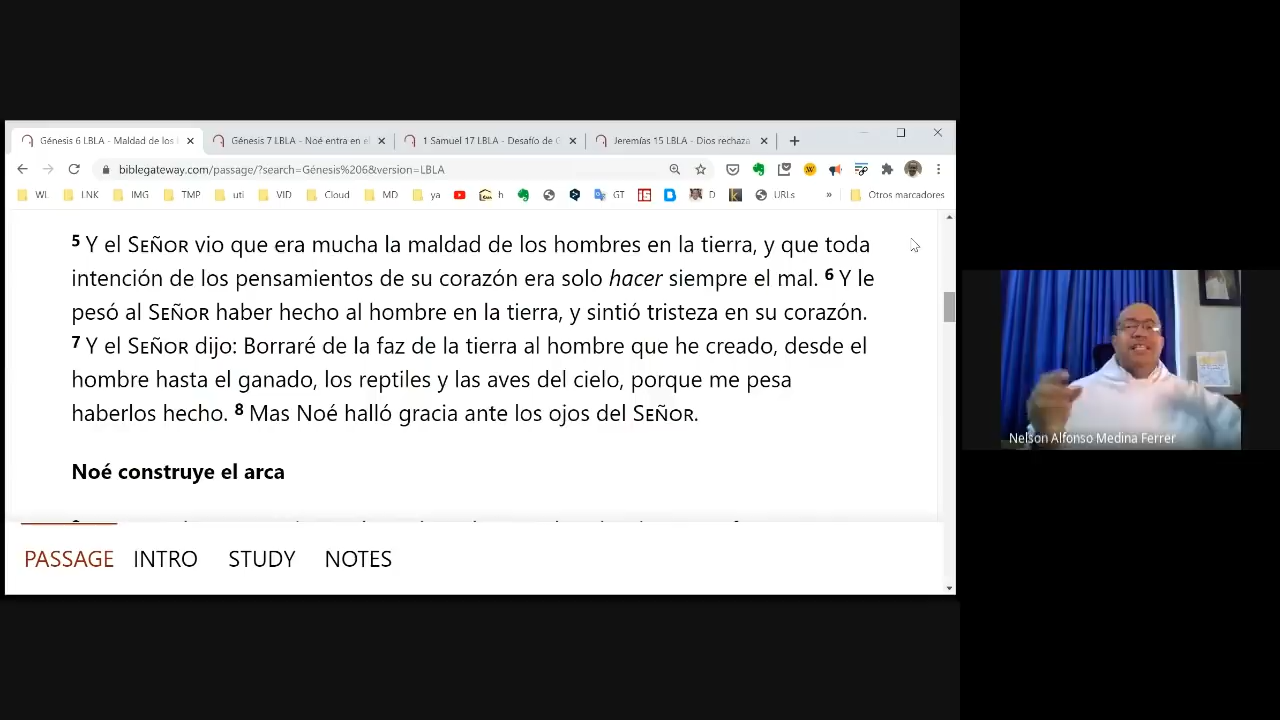 Génesis 6 LBLA - Maldad de los
Génesis 7 LBLA - Noé entra en el
1 Samuel 17 LBLA - Desafío de
Jeremías 15 LBLA - Dios rechaza
biblegateway.com/passage/?search=Génesis%206&version=LBLA
WL LNK IMG TMP uti VID Cloud MD ya h GT D URLs » Otros marcadores
5 Y el SEÑOR vio que era mucha la maldad de los hombres en la tierra, y que toda
intención de los pensamientos de su corazón era solo hacer siempre el mal. 6 Y le
pesó al SEÑOR haber hecho al hombre en la tierra, y sintió tristeza en su corazón.
7 Y el SEÑOR dijo: Borraré de la faz de la tierra al hombre que he creado, desde el
hombre hasta el ganado, los reptiles y las aves del cielo, porque me pesa
haberlos hecho. 8 Mas Noé halló gracia ante los ojos del SEÑOR.
Noé construye el arca
PASSAGE INTRO STUDY NOTES
Nelson Alfonso Medina Ferrer